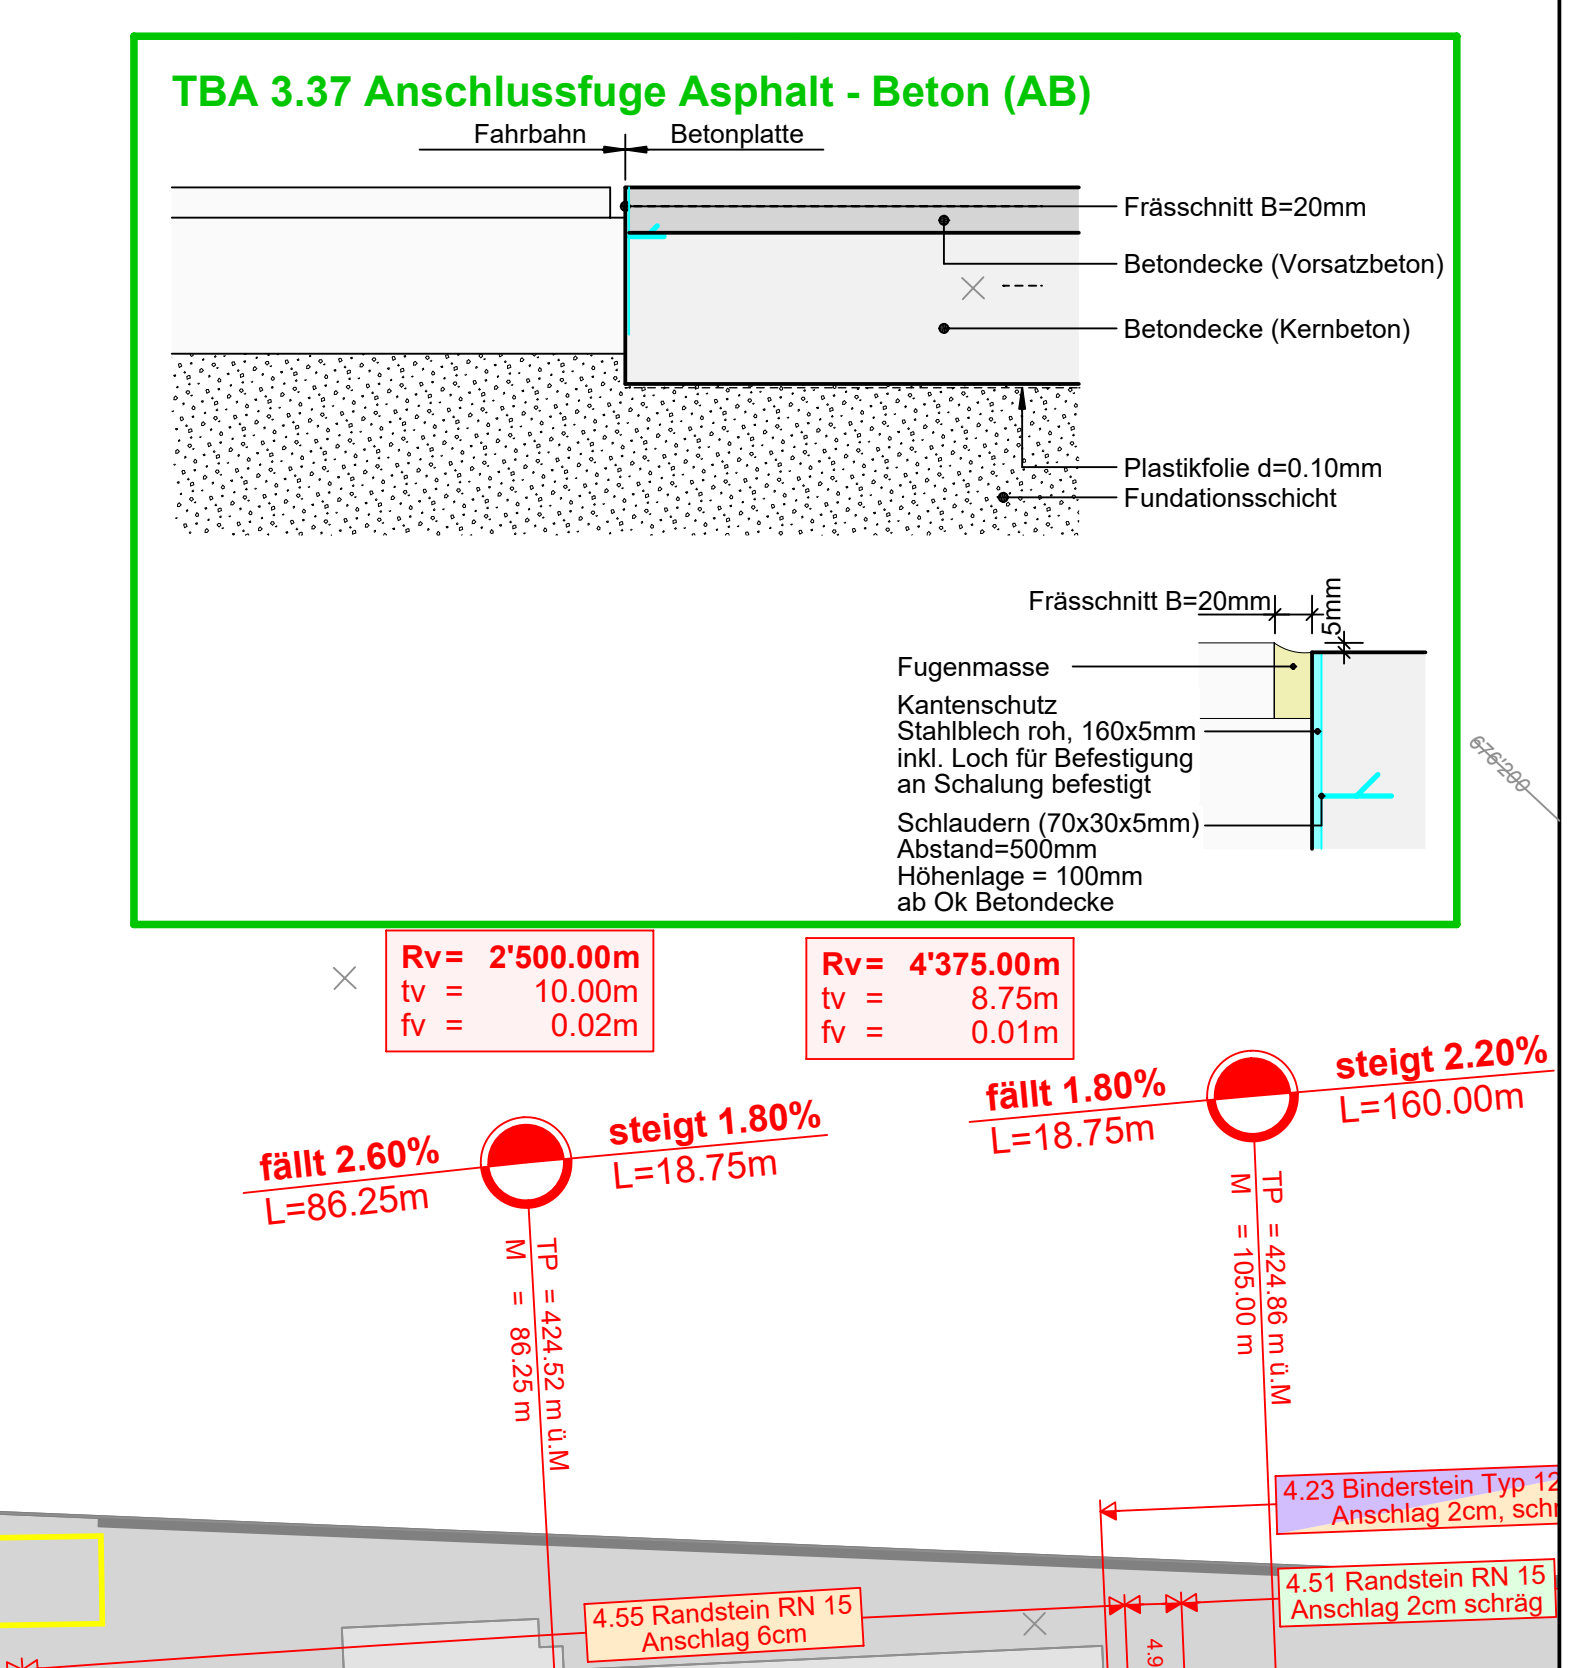 TBA 3.37 Anschlussfuge Asphalt - Beton (AB)
Fahrbahn
Betonplatte
Frässchnitt B=20mm
Betondecke (Vorsatzbeton)
Betondecke (Kernbeton)
Plastikfolie d=0.10mm
Fundationsschicht
Frässchnitt B=20mm
5mm
Fugenmasse
Kantenschutz
Stahlblech roh, 160x5mm
inkl. Loch für Befestigung
an Schalung befestigt
Schlaudern (70x30x5mm)
Abstand=500mm
Höhenlage = 100mm
ab Ok Betondecke
676'200
Rv= 2'500.00m
tv = 10.00m
fv = 0.02m
Rv= 4'375.00m
tv = 8.75m
fv = 0.01m
fällt 2.60%
L=86.25m
steigt 1.80%
L=18.75m
fällt 1.80%
L=18.75m
steigt 2.20%
L=160.00m
TP = 424.52 m ü.M
M = 86.25 m
TP = 424.86 m ü.M
M = 105.00 m
4.23 Binderstein Typ 12
Anschlag 2cm, schr
4.51 Randstein RN 15
Anschlag 2cm schräg
4.55 Randstein RN 15
Anschlag 6cm
4.9